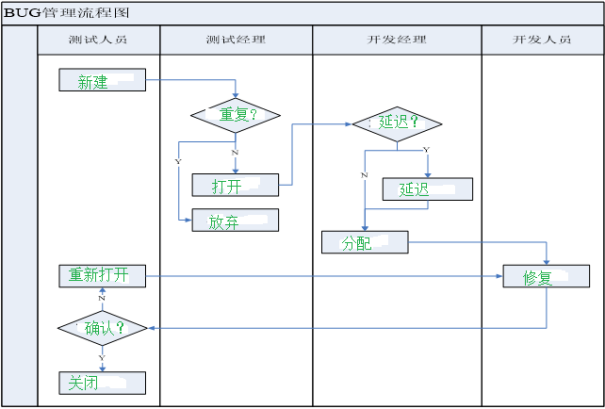 BUG管理流程图
测试人员 测试经理 开发经理 开发人员
新建
重复?
延迟?
Y
N
N
Y
打开
延迟
放弃
分配
重新打开
修复
N
确认?
Y
关闭